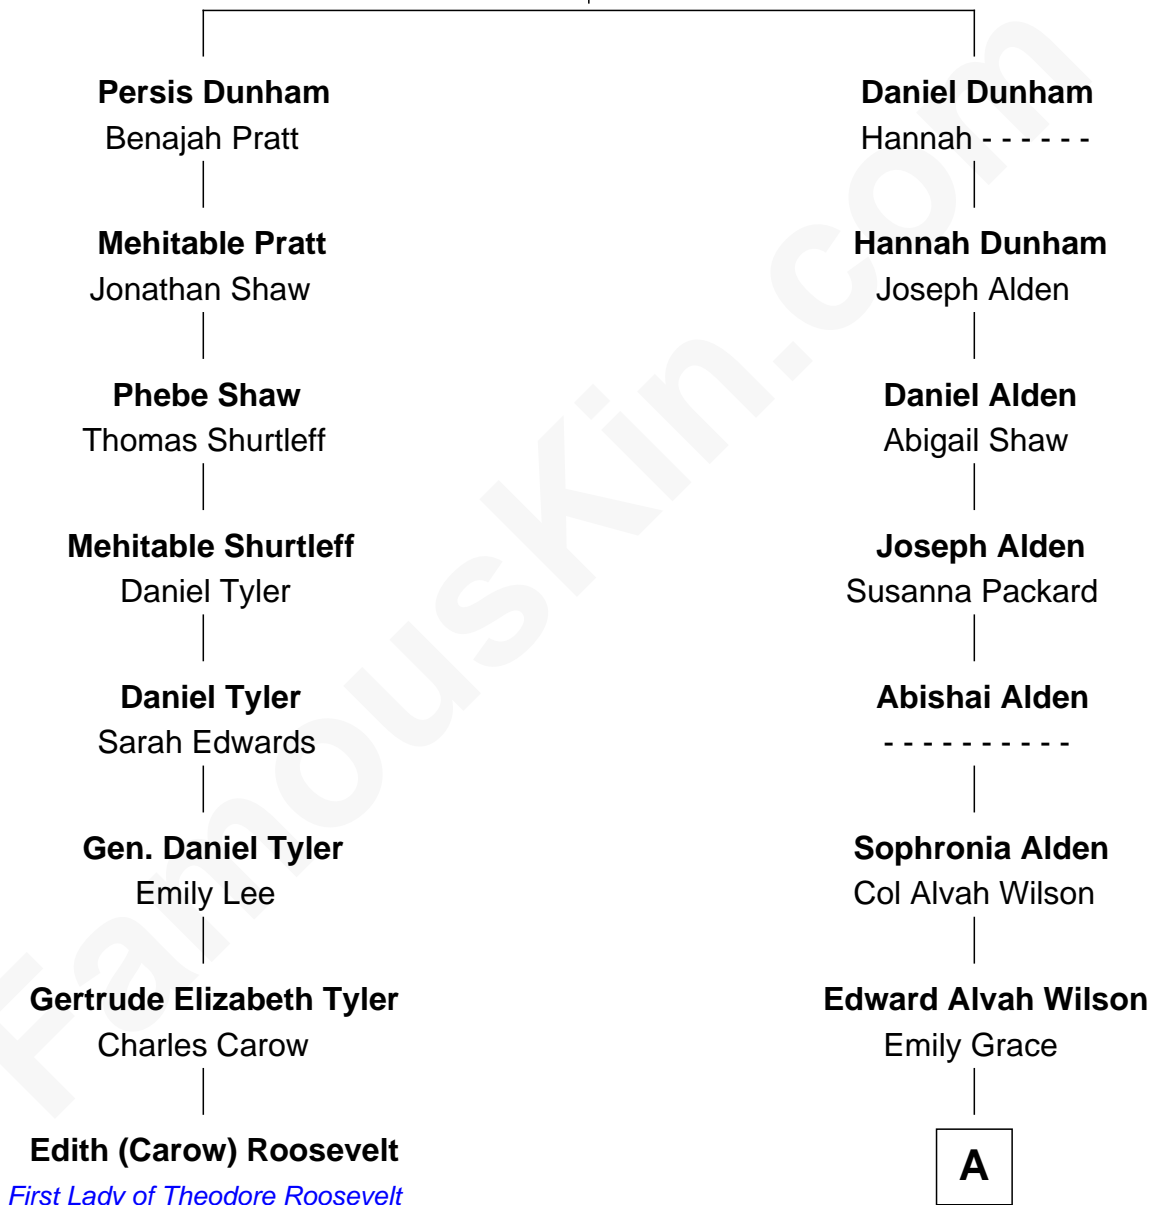 Persis Dunham
Benajah Pratt
Mehitable Pratt
Jonathan Shaw
Phebe Shaw
Thomas Shurtleff
Mehitable Shurtleff
Daniel Tyler
Daniel Tyler
Sarah Edwards
Gen. Daniel Tyler
Emily Lee
Gertrude Elizabeth Tyler
Charles Carow
Edith (Carow) Roosevelt
First Lady of Theodore Roosevelt
Daniel Dunham
Hannah - - - - - -
Hannah Dunham
Joseph Alden
Daniel Alden
Abigail Shaw
Joseph Alden
Susanna Packard
Abishai Alden
- - - - - - - - - -
Sophronia Alden
Col Alvah Wilson
Edward Alvah Wilson
Emily Grace
A
FamousKin.com